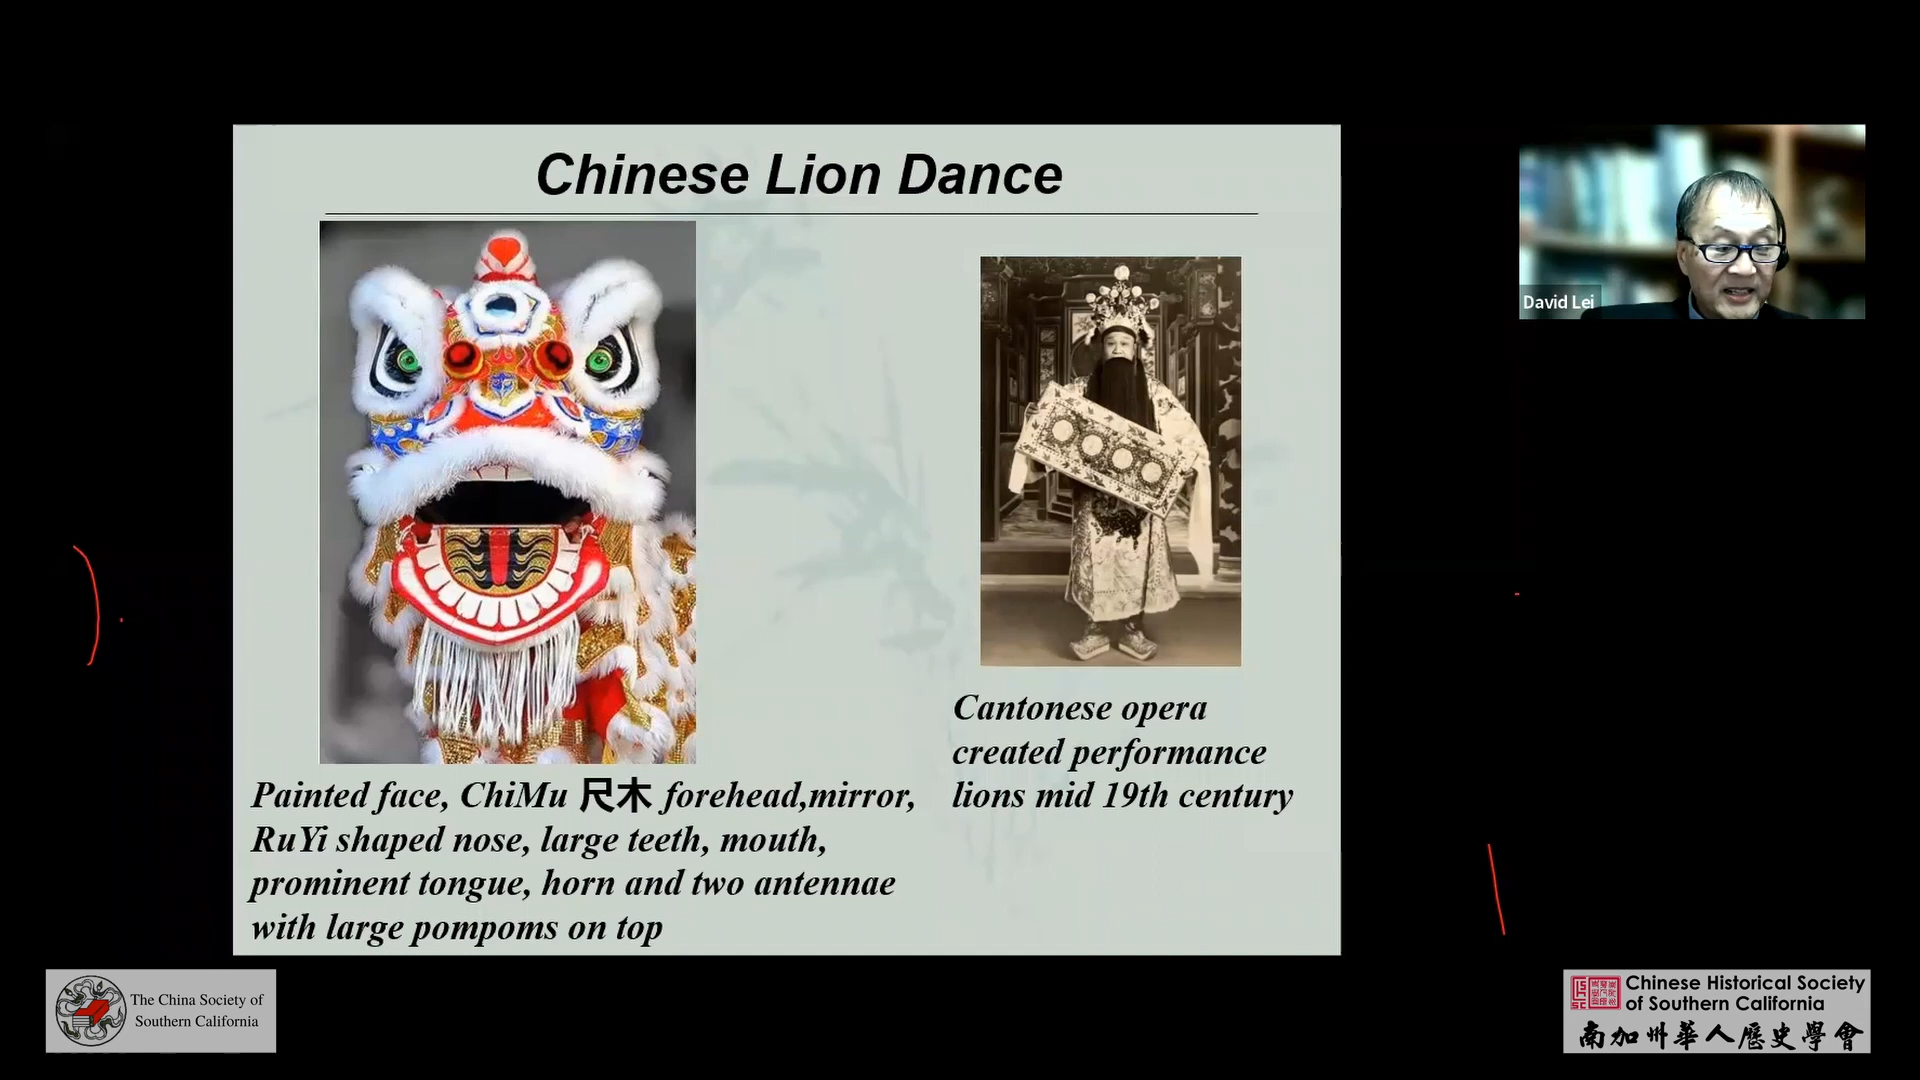 Chinese Lion Dance
David Lei
Painted face, ChiMu 尺木 forehead,mirror,
RuYi shaped nose, large teeth, mouth,
prominent tongue, horn and two antennae
with large pompoms on top
Cantonese opera
created performance
lions mid 19th century
The China Society of
Southern California
Chinese Historical Society
of Southern California
南加州華人歷史學會